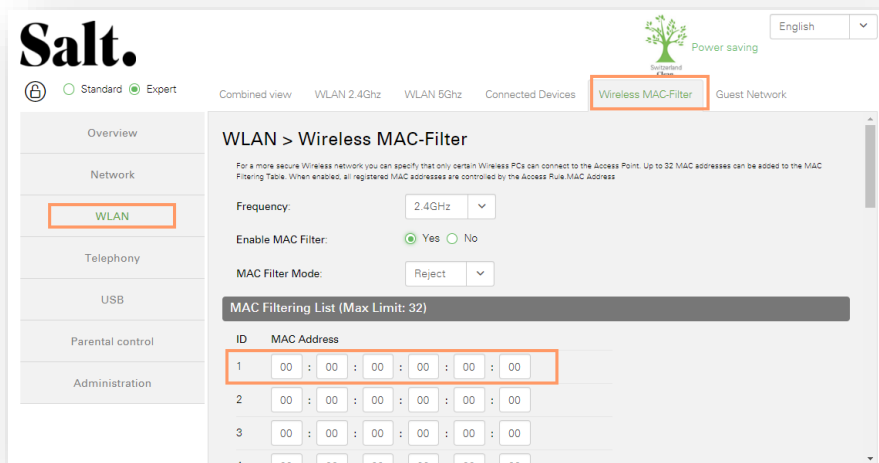 Salt.
Switzerland
Clean
Power saving
English
Standard Expert
Combined view WLAN 2.4Ghz WLAN 5Ghz Connected Devices Wireless MAC-Filter Guest Network
Overview
Network
WLAN
Telephony
USB
Parental control
Administration
WLAN > Wireless MAC-Filter
For a more secure Wireless network you can specify that only certain Wireless PCs can connect to the Access Point. Up to 32 MAC addresses can be added to the MAC
Filtering Table. When enabled, all registered MAC addresses are controlled by the Access Rule.MAC Address
Frequency: 2.4GHz
Enable MAC Filter: Yes No
MAC Filter Mode: Reject
MAC Filtering List (Max Limit: 32)
ID MAC Address
1 00 : 00 : 00 : 00 : 00 : 00
2 00 : 00 : 00 : 00 : 00 : 00
3 00 : 00 : 00 : 00 : 00 : 00